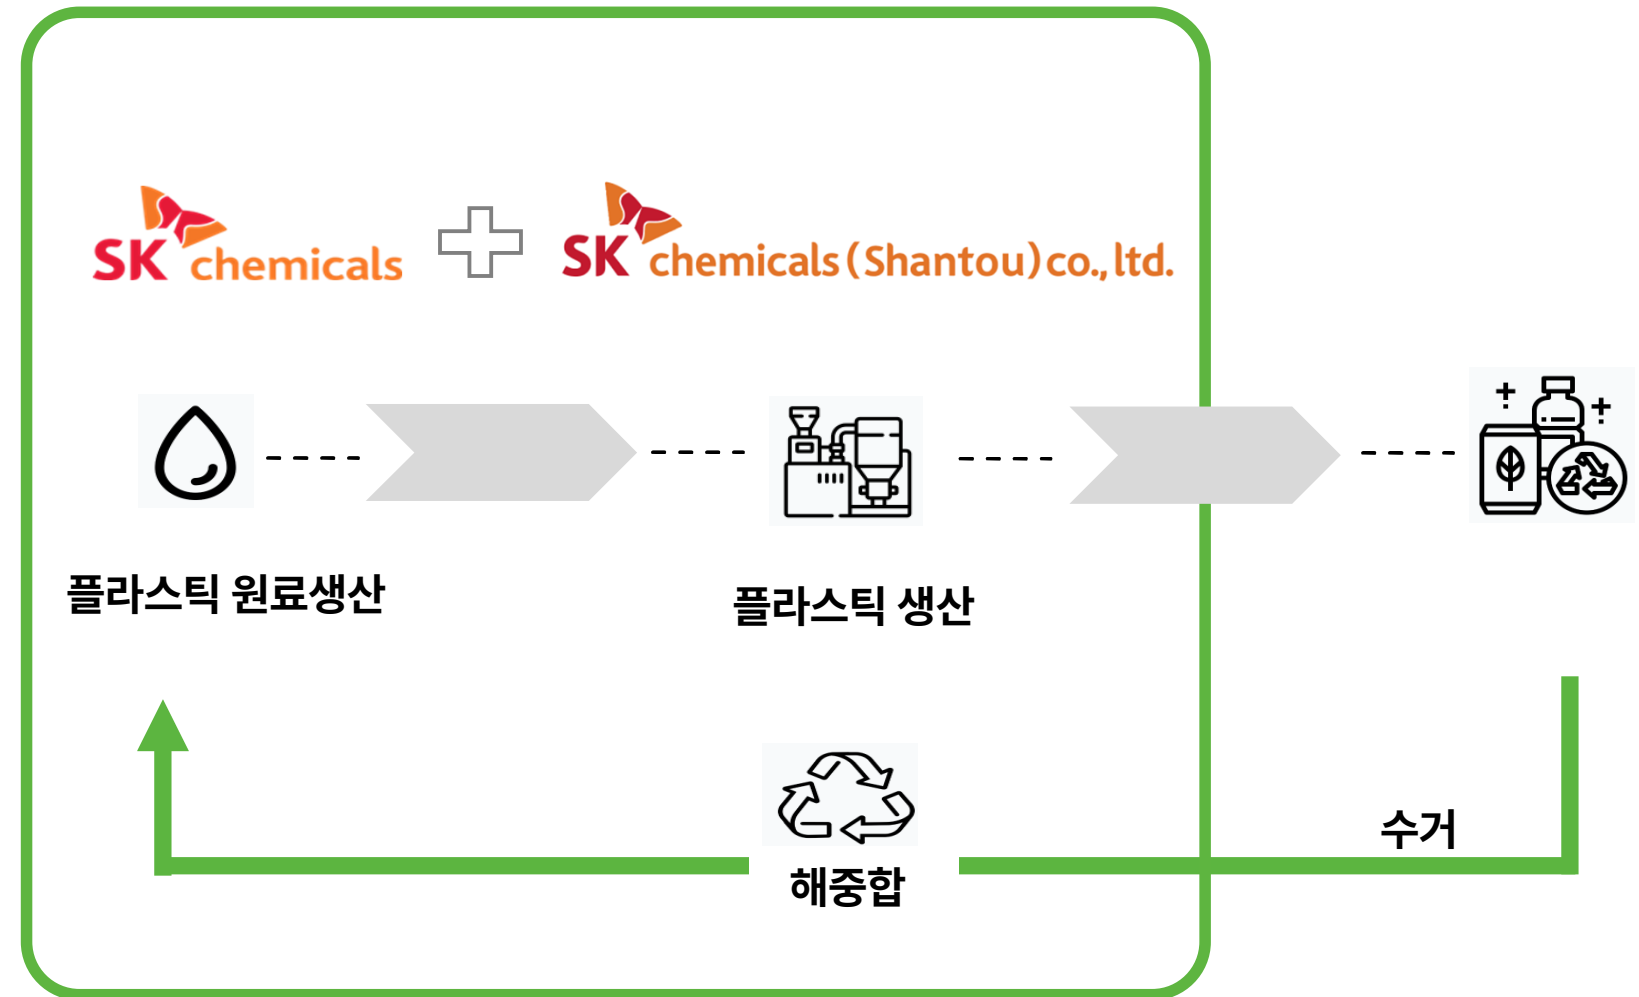 SK chemicals
SK chemicals (Shantou) co., ltd.
플라스틱 원료생산
플라스틱 생산
수거
해중합